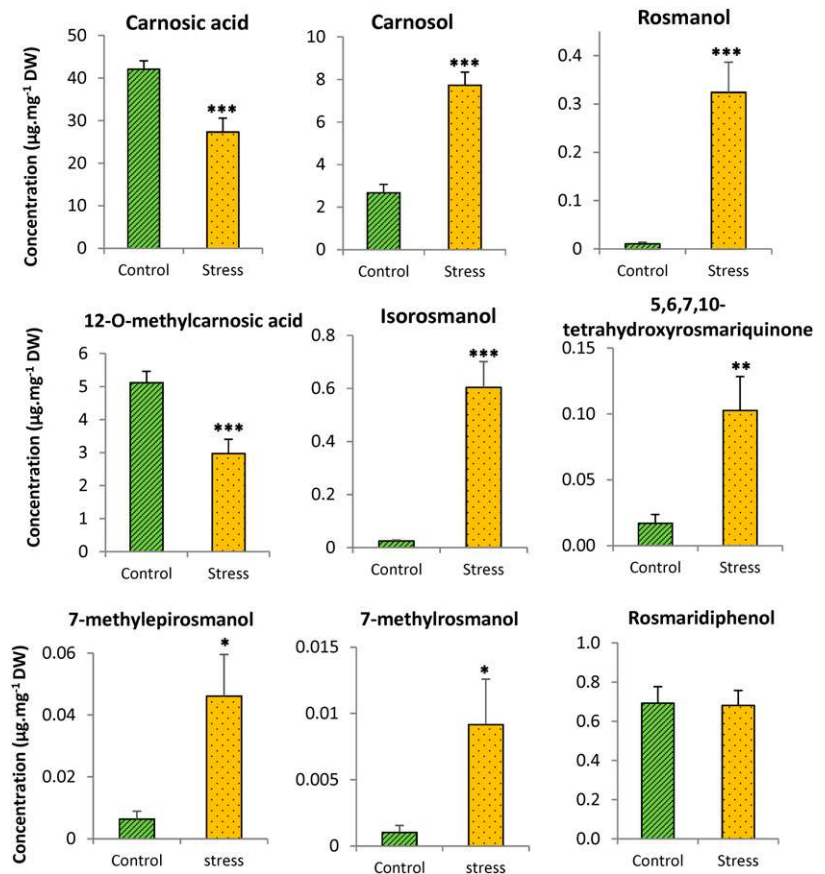 Carnosic acid
Concentration (µg.mg⁻¹ DW)
50
40
30
20
10
0
***
Control
Stress
Carnosol
10
8
6
4
2
0
***
Control
Stress
Rosmanol
0.4
0.3
0.2
0.1
0
***
Control
Stress
12-O-methylcarnosic acid
Concentration (µg.mg⁻¹ DW)
6
5
4
3
2
1
0
***
Control
Stress
Isorosmanol
0.8
0.6
0.4
0.2
0
***
Control
Stress
5,6,7,10-
tetrahydroxyrosmariquinone
0.15
0.10
0.05
0.00
**
Control
Stress
7-methylepirosmanol
Concentration (µg.mg⁻¹ DW)
0.06
0.04
0.02
0
*
Control
stress
7-methylrosmanol
0.015
0.01
0.005
0
*
Control
stress
Rosmaridiphenol
1.0
0.8
0.6
0.4
0.2
0.0
Control
Stress